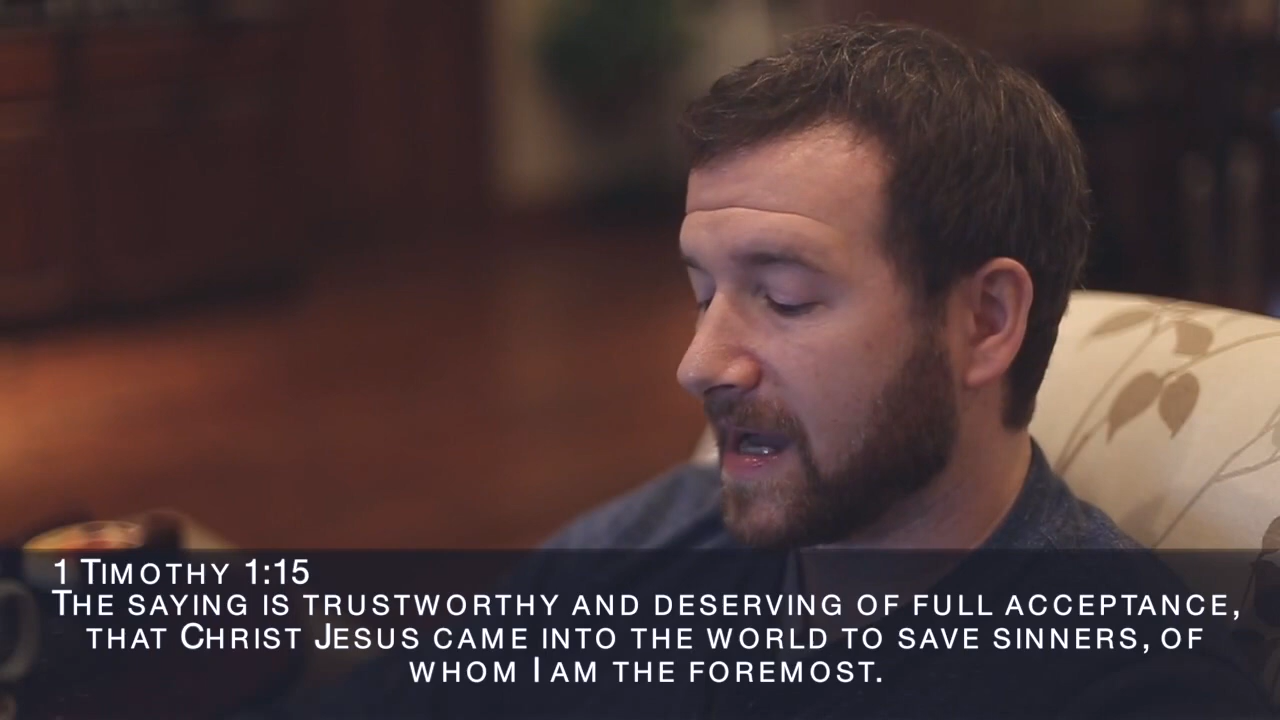 1 Timothy 1:15
The saying is trustworthy and deserving of full acceptance,
that Christ Jesus came into the world to save sinners, of
whom I am the foremost.